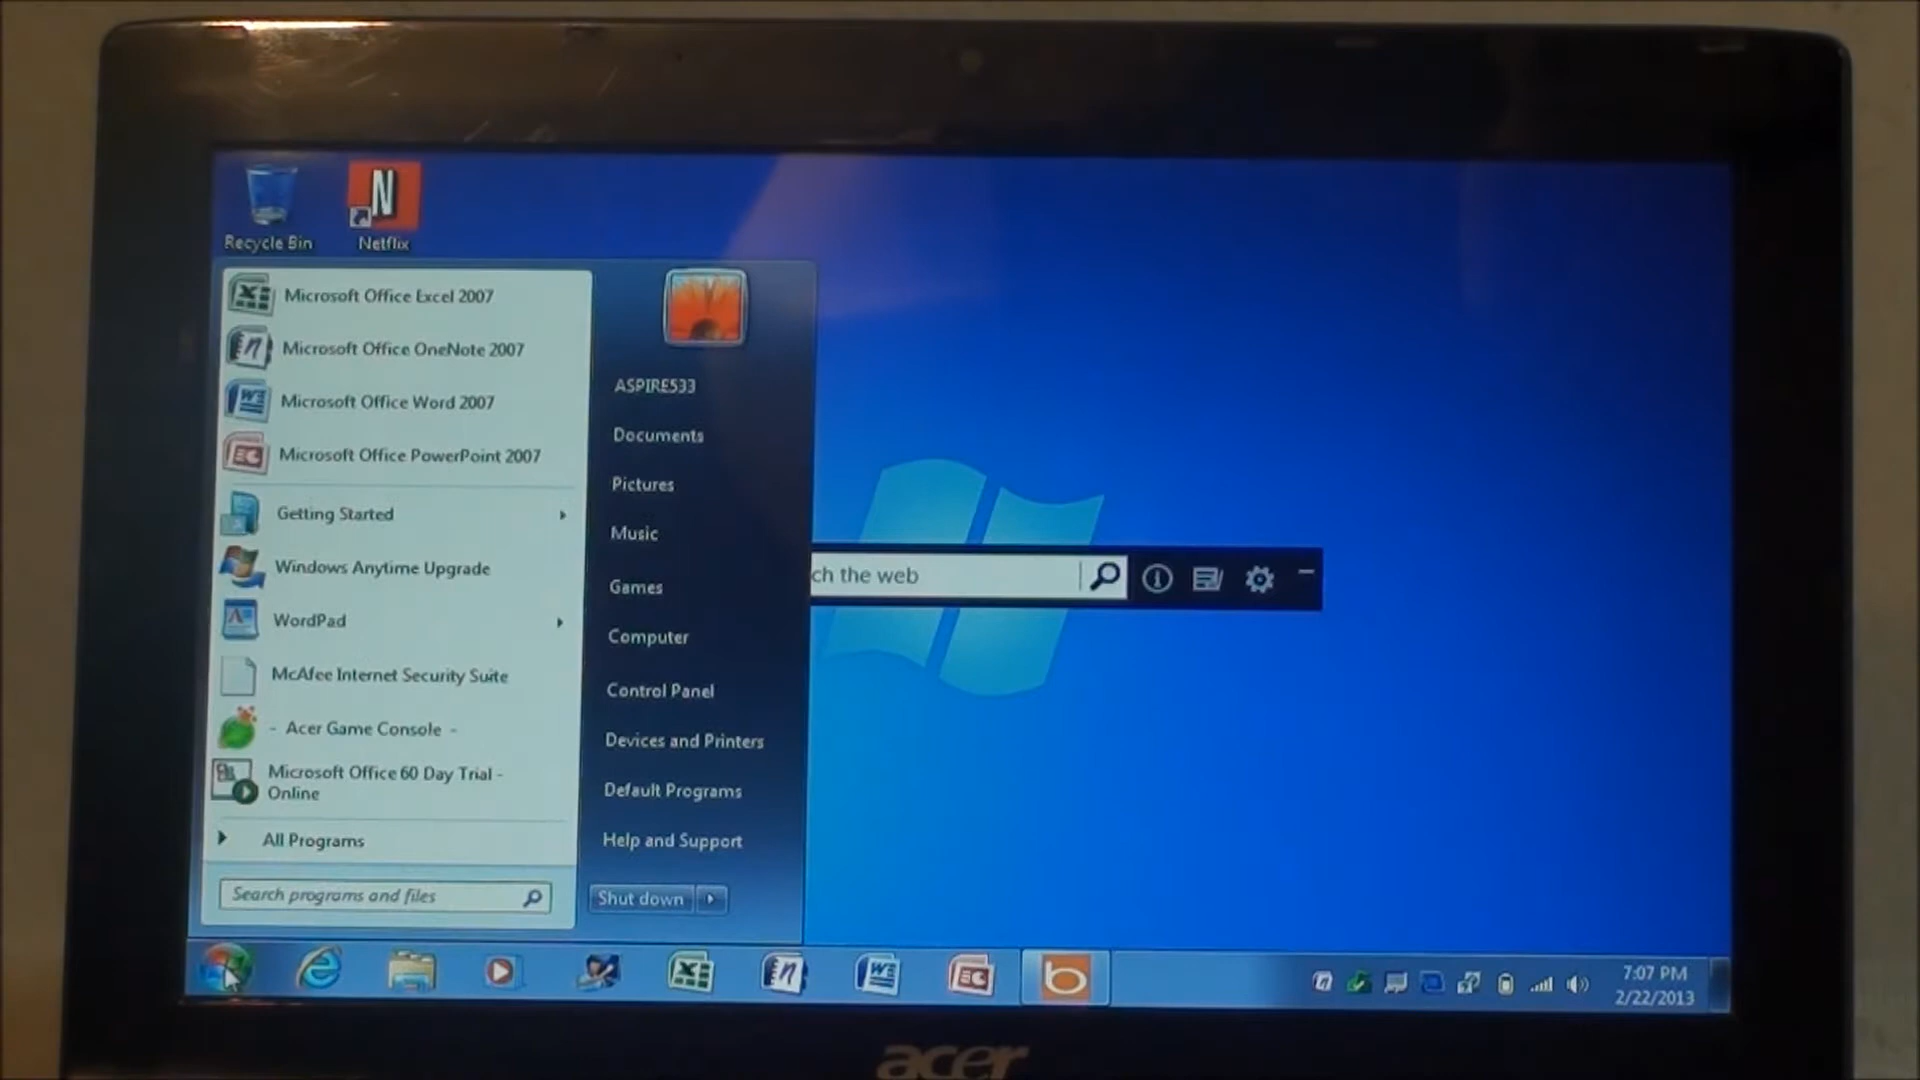 Recycle Bin
N
Netflix
Microsoft Office Excel 2007
Microsoft Office OneNote 2007
Microsoft Office Word 2007
Microsoft Office PowerPoint 2007
Getting Started
Windows Anytime Upgrade
WordPad
McAfee Internet Security Suite
- Acer Game Console -
Microsoft Office 60 Day Trial -
Online
All Programs
Search programs and files
ASPIRE533
Documents
Pictures
Music
Games
Computer
Control Panel
Devices and Printers
Default Programs
Help and Support
Shut down
ch the web
7:07 PM
2/22/2013
acer